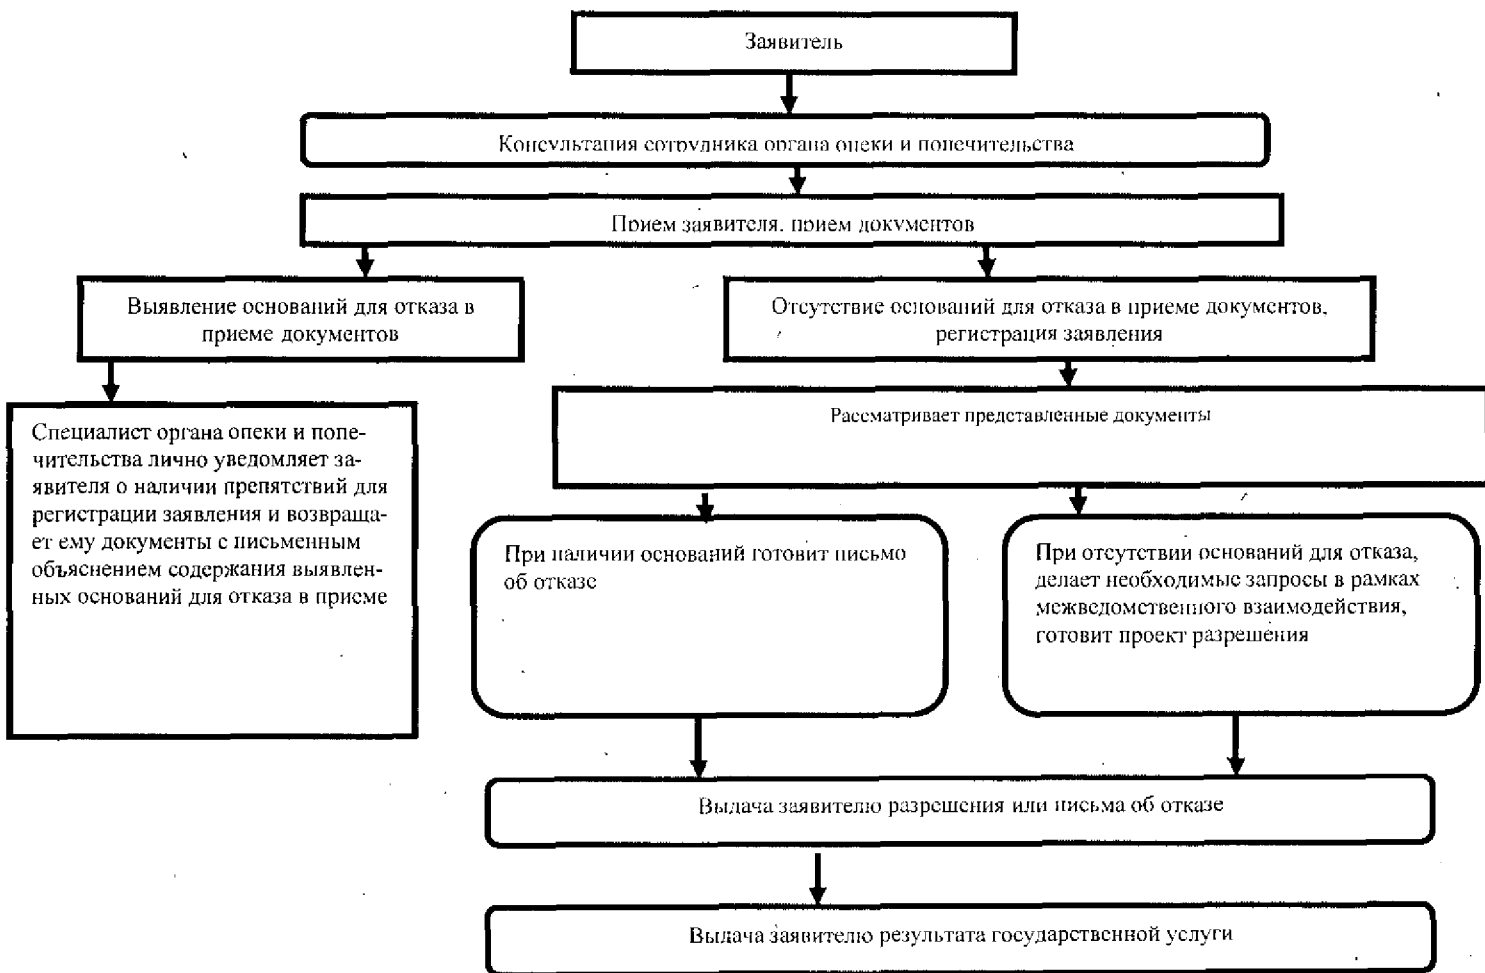 Заявитель
Консультация сотрудника органа опеки и попечительства
Прием заявителя, прием документов
Выявление оснований для отказа в
приеме документов
Отсутствие оснований для отказа в приеме документов,
регистрация заявления
Рассматривает представленные документы
Специалист органа опеки и попе-
чительства лично уведомляет за-
явителя о наличии препятствий для
регистрации заявления и возвраща-
ет ему документы с письменным
объяснением содержания выявлен-
ных оснований для отказа в приеме
При наличии оснований готовит письмо
об отказе
При отсутствии оснований для отказа,
делает необходимые запросы в рамках
межведомственного взаимодействия,
готовит проект разрешения
Выдача заявителю разрешения или письма об отказе
Выдача заявителю результата государственной услуги